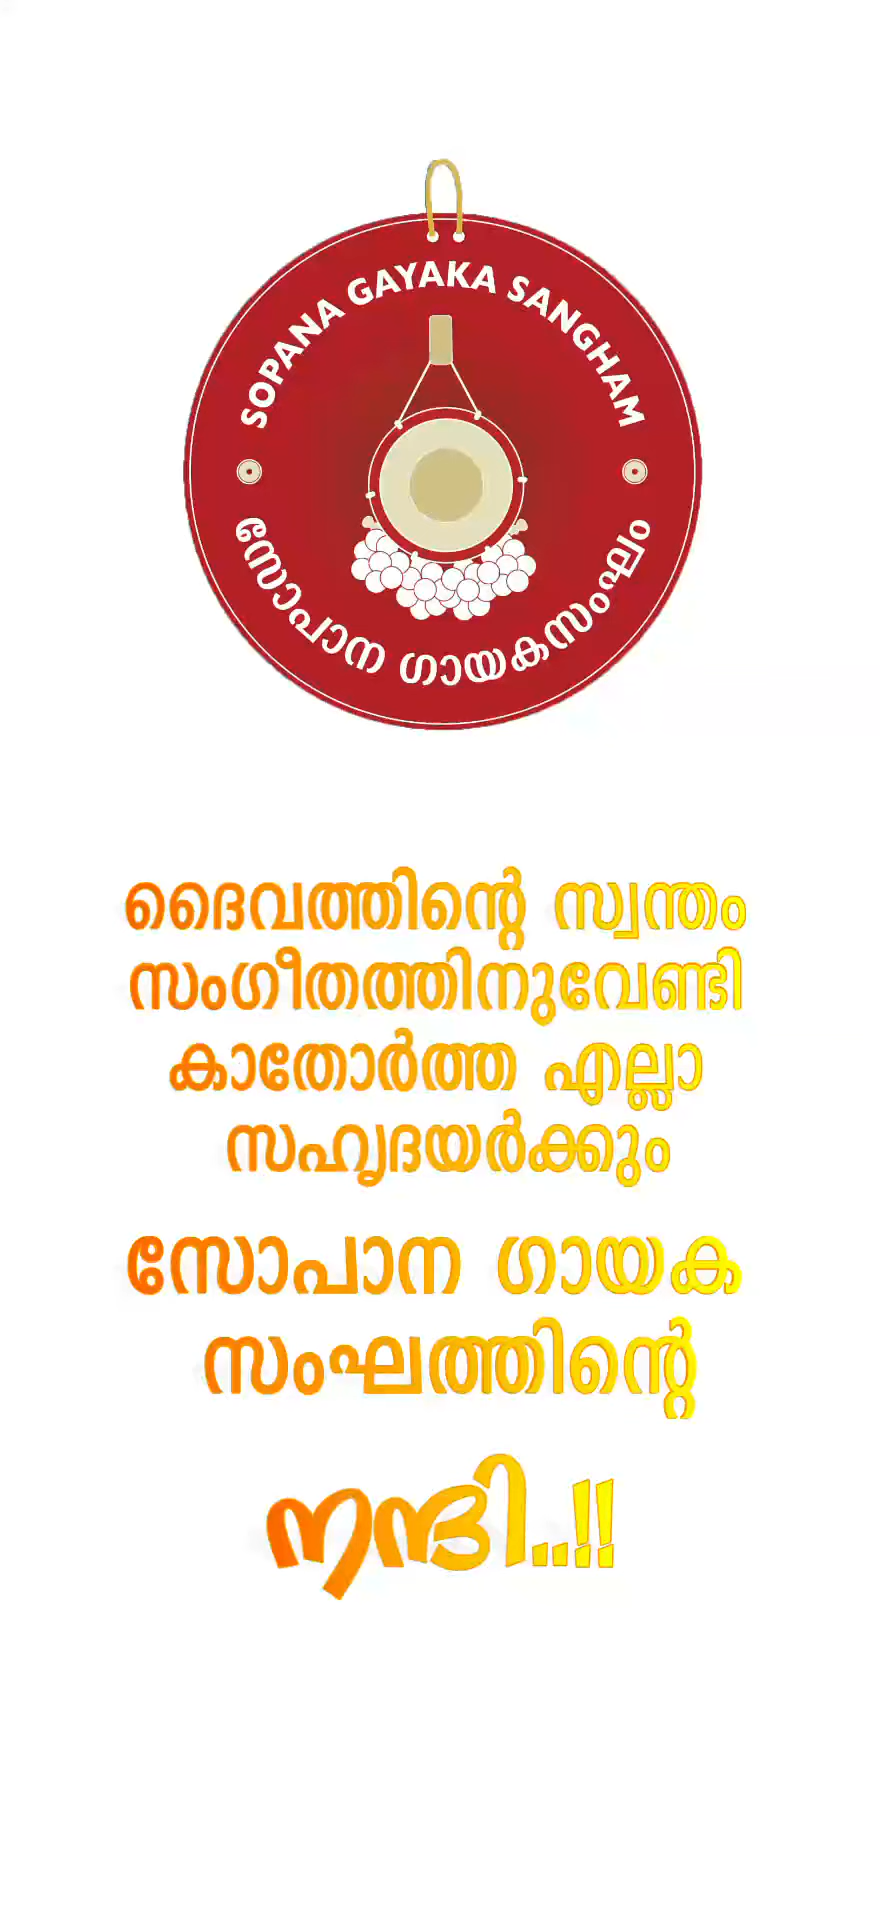 SOPANA GAYAKA SANGHAM
സോപാന ഗായകസംഘം
ദൈവത്തിന്റെ സ്വന്തം
സംഗീതത്തിനുവേണ്ടി
കാതോർത്ത എല്ലാ
സഹൃദയർക്കും
സോപാന ഗായക
സംഘത്തിന്റെ
നന്ദി..!!